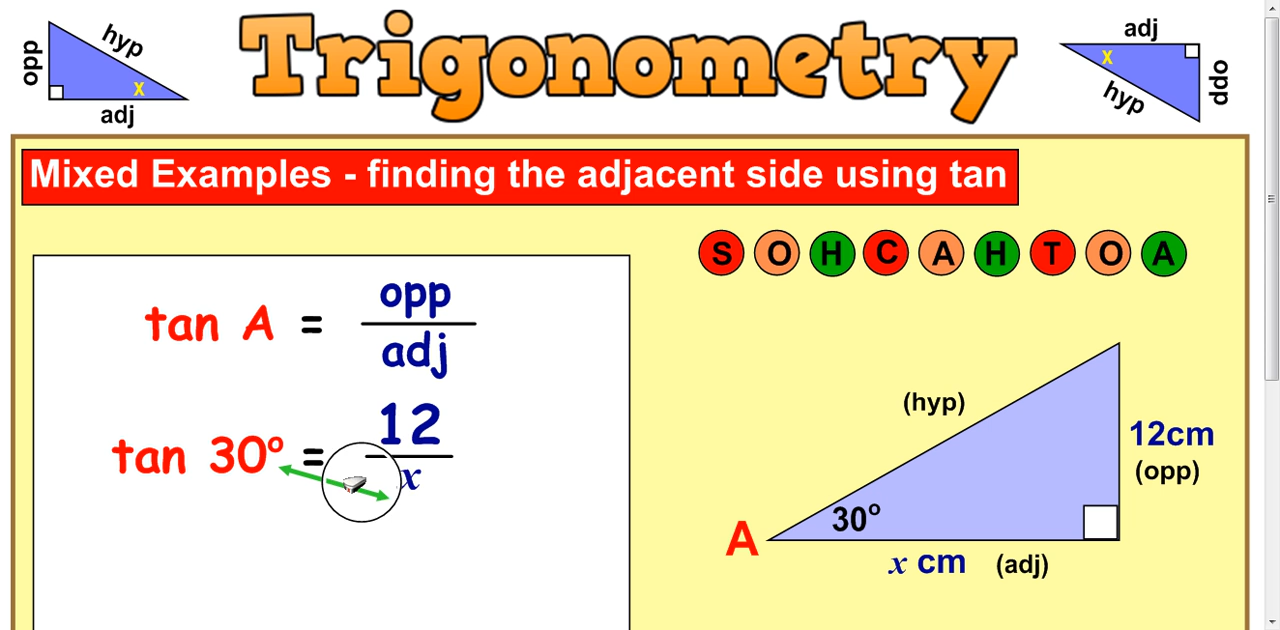 opp
hyp
x
adj
Trigonometry
adj
x
hyp
opp
Mixed Examples - finding the adjacent side using tan
S O H C A H T O A
tan A = opp
adj
tan 30° = 12
x
(hyp)
12cm
(opp)
30°
A
x cm (adj)